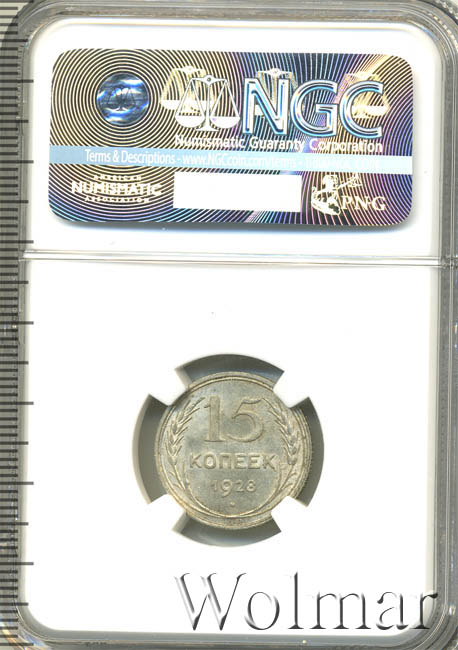 NGC
Numismatic Guaranty Corporation
Terms & Descriptions - www.NGCcoin.com/terms
NUMISMATIC
PNG
15
КОПЕЕК
1928
Wolmar